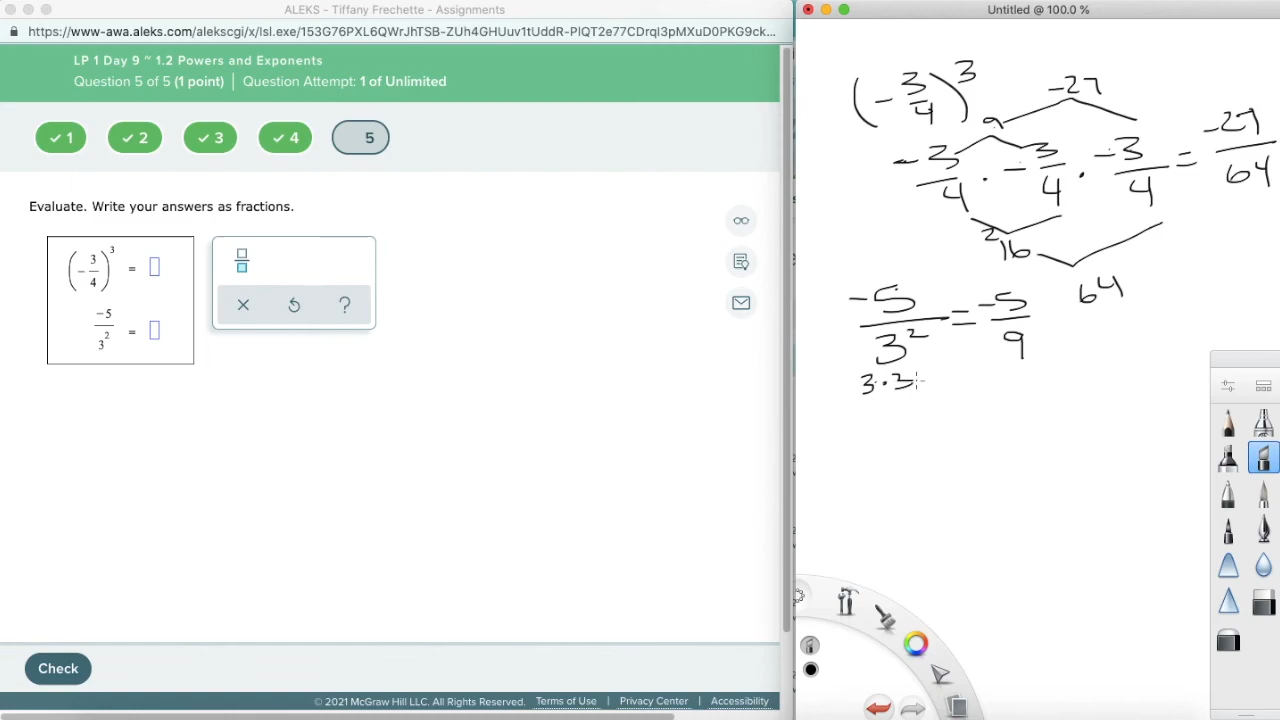 ALEKS - Tiffany Frechette - Assignments
https://www-awa.aleks.com/alekscgi/x/lsl.exe/153G76PXL6QWrJhTSB-ZUh4GHUuv1tUddR-PlQT2e77CDrql3pMXuD0PKG9ck...
LP 1 Day 9 ~ 1.2 Powers and Exponents
Question 5 of 5 (1 point) | Question Attempt: 1 of Unlimited
✓ 1 ✓ 2 ✓ 3 ✓ 4 5
Evaluate. Write your answers as fractions.
(-3/4)^3 = □
-5/3^2 = □
× ?
Check
© 2021 McGraw Hill LLC. All Rights Reserved. Terms of Use | Privacy Center | Accessibility
Untitled @ 100.0 %
(-3/4)^3
-27
9
-3/4 · -3/4 · -3/4 = -27/64
2
16
64
-5/3^2 = -5/9
3·3